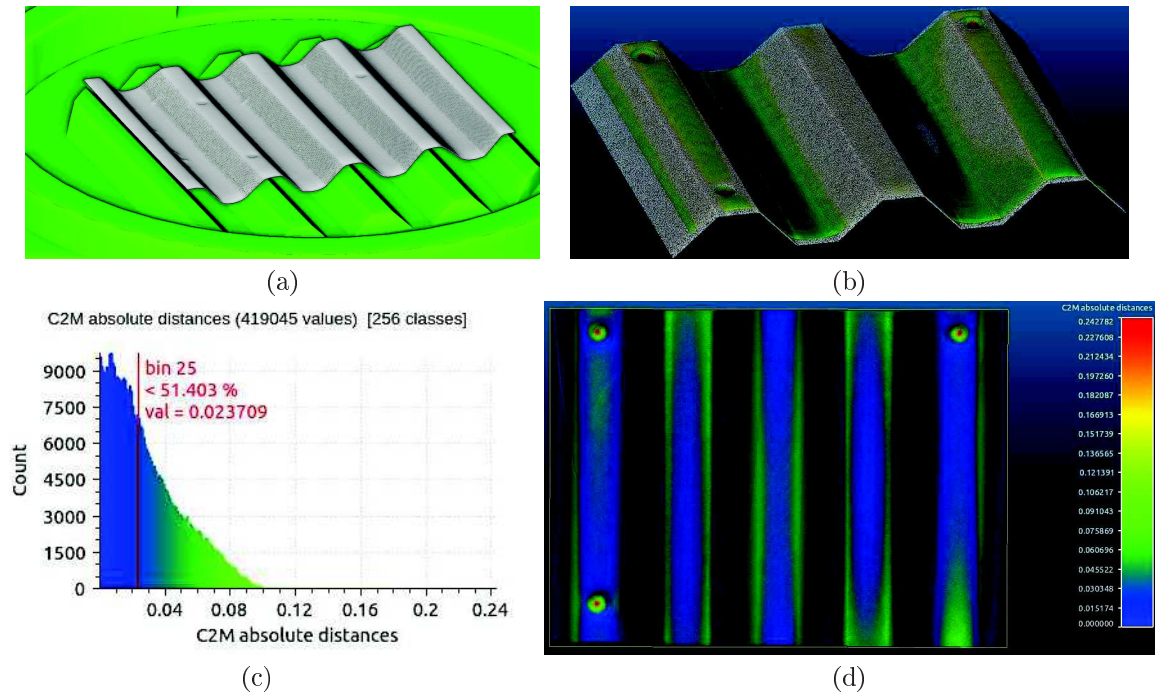 (a)
(b)
C2M absolute distances (419045 values) [256 classes]
bin 25
< 51.403 %
val = 0.023709
9000
7500
6000
4500
3000
1500
0
Count
0.04 0.08 0.12 0.16 0.2 0.24
C2M absolute distances
(c)
C2M absolute distances
0.242782
0.227608
0.212434
0.197260
0.182087
0.166913
0.151739
0.136565
0.121391
0.106217
0.091043
0.075869
0.060696
0.045522
0.030348
0.015174
0.000000
(d)